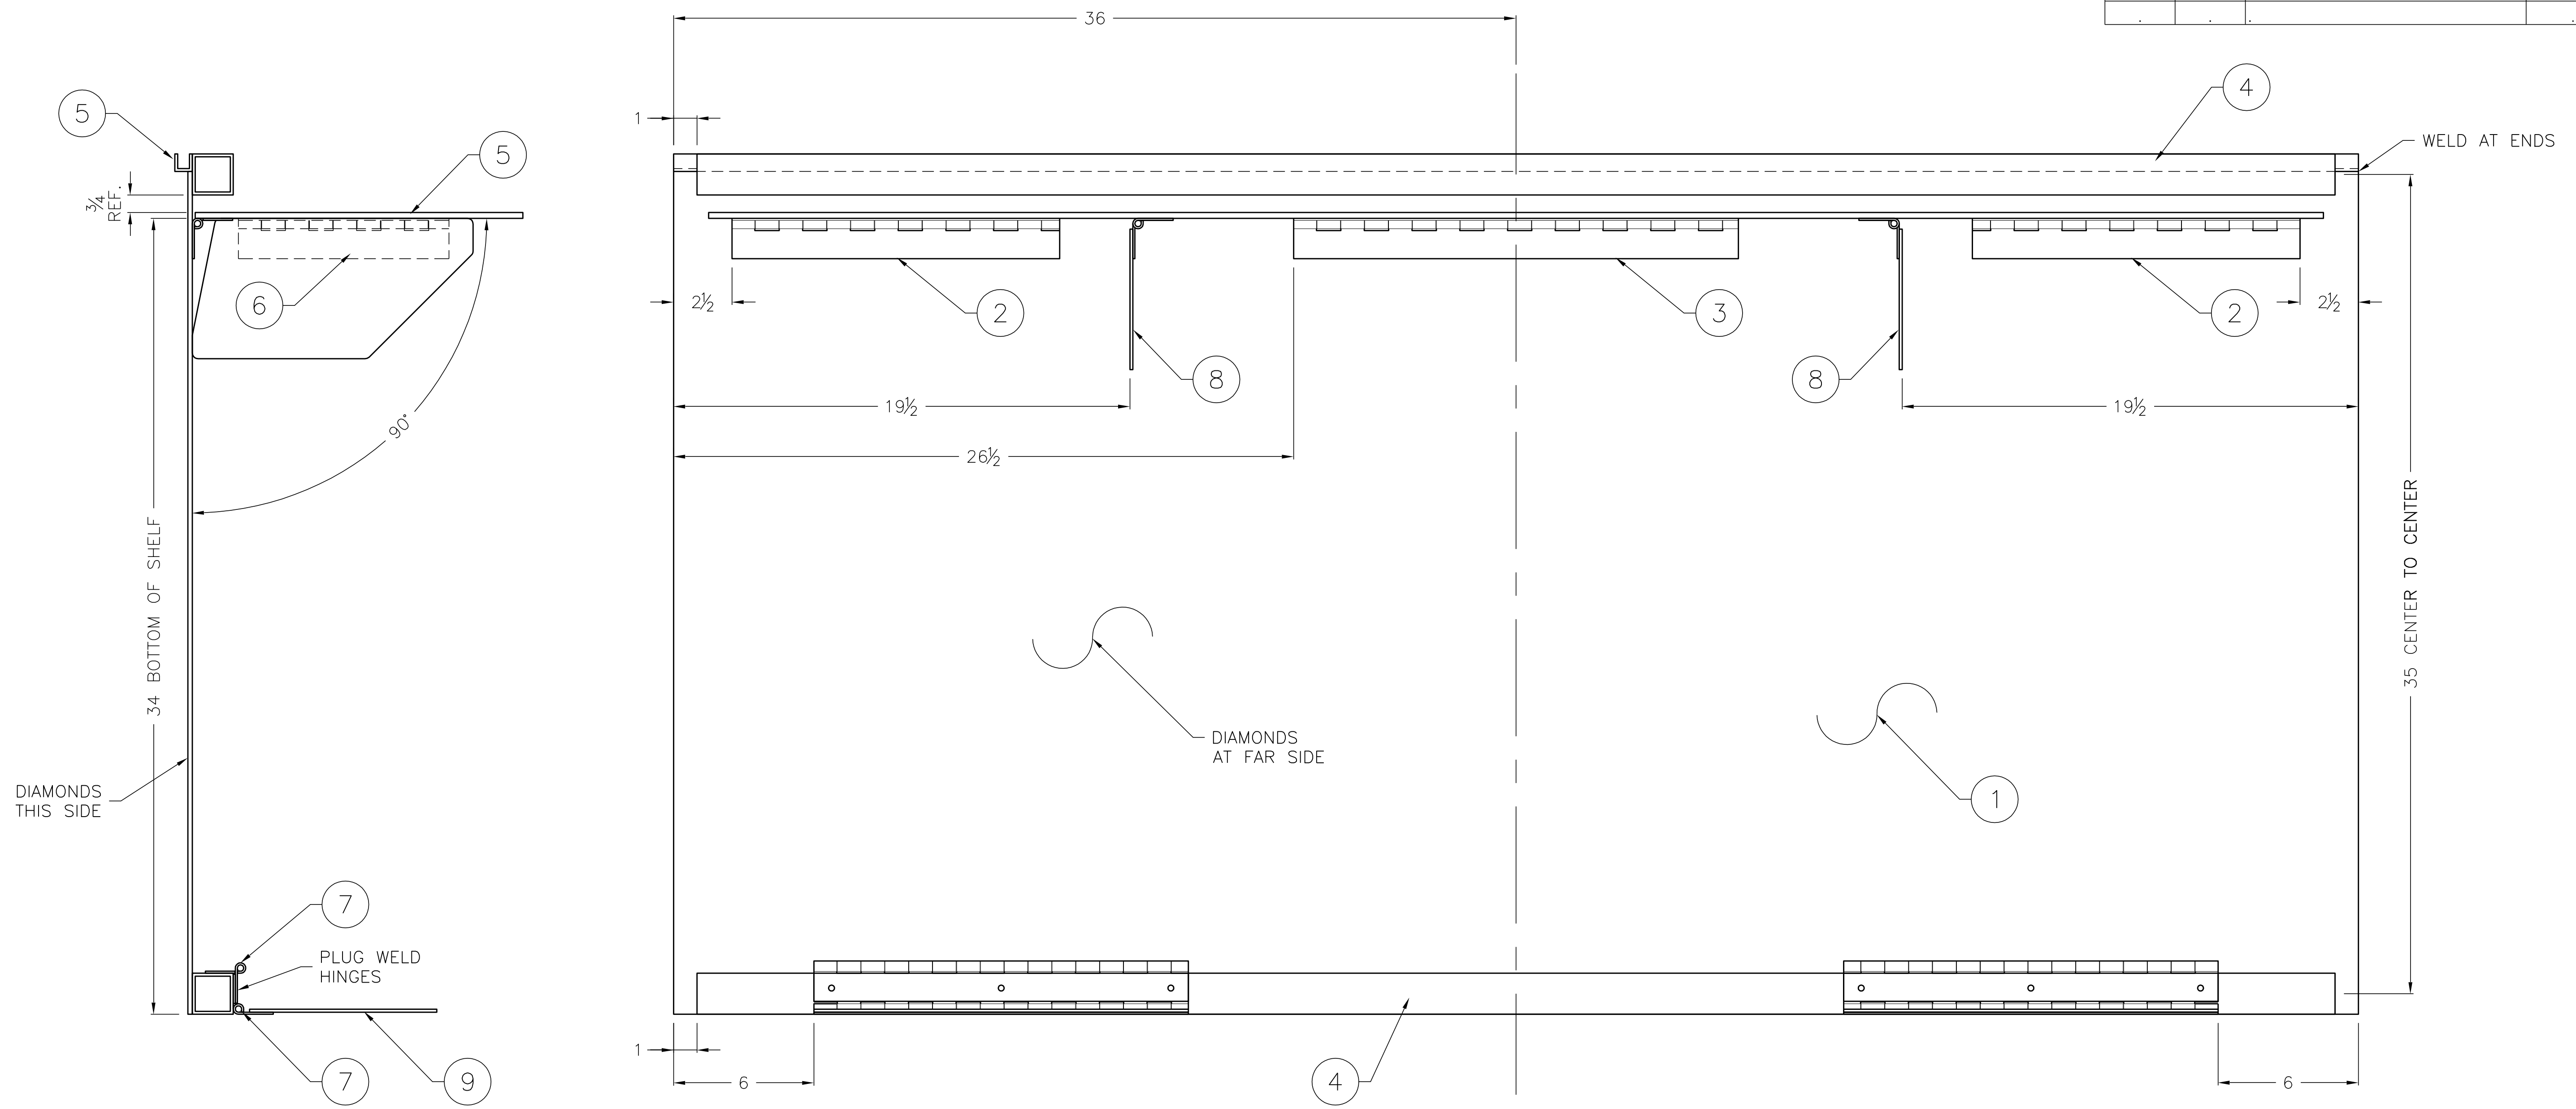 36
1
4
5
5
WELD AT ENDS
3/4
REF.
6
2½
2
3
2
2½
8
8
19½
19½
90°
26½
34 BOTTOM OF SHELF
35 CENTER TO CENTER
DIAMONDS
AT FAR SIDE
DIAMONDS
THIS SIDE
1
7
PLUG WELD
HINGES
7
9
1
6
4
6